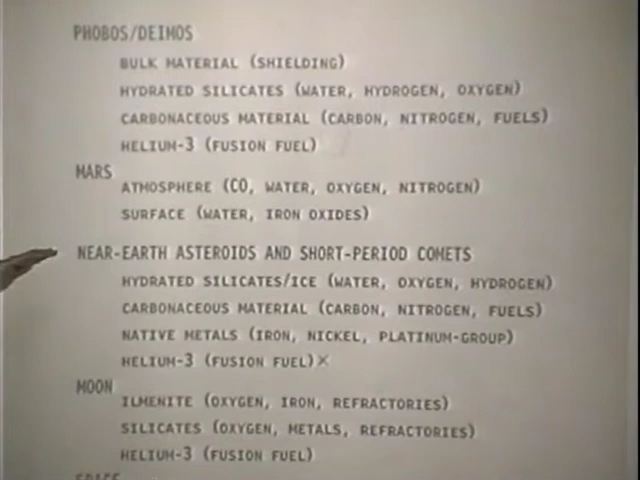 PHOBOS/DEIMOS
BULK MATERIAL (SHIELDING)
HYDRATED SILICATES (WATER, HYDROGEN, OXYGEN)
CARBONACEOUS MATERIAL (CARBON, NITROGEN, FUELS)
HELIUM-3 (FUSION FUEL)
MARS
ATMOSPHERE (CO, WATER, OXYGEN, NITROGEN)
SURFACE (WATER, IRON OXIDES)
NEAR-EARTH ASTEROIDS AND SHORT-PERIOD COMETS
HYDRATED SILICATES/ICE (WATER, OXYGEN, HYDROGEN)
CARBONACEOUS MATERIAL (CARBON, NITROGEN, FUELS)
NATIVE METALS (IRON, NICKEL, PLATINUM-GROUP)
HELIUM-3 (FUSION FUEL)×
MOON
ILMENITE (OXYGEN, IRON, REFRACTORIES)
SILICATES (OXYGEN, METALS, REFRACTORIES)
HELIUM-3 (FUSION FUEL)
SPACE